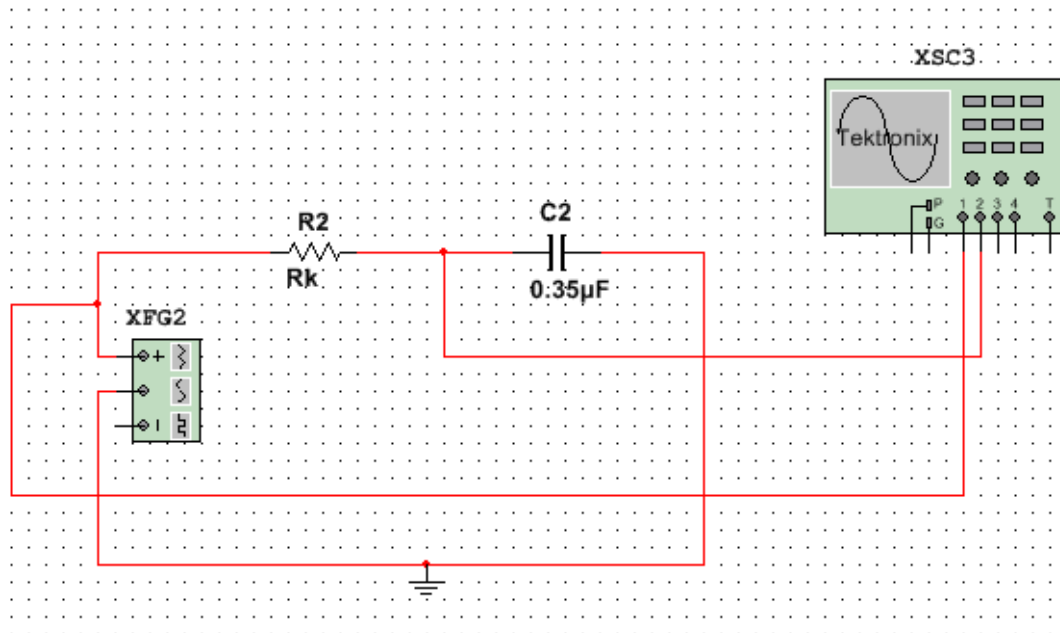 XSC3
Tektronix
P
G
1 2 3 4 T
R2
Rk
C2
0.35µF
XFG2
+